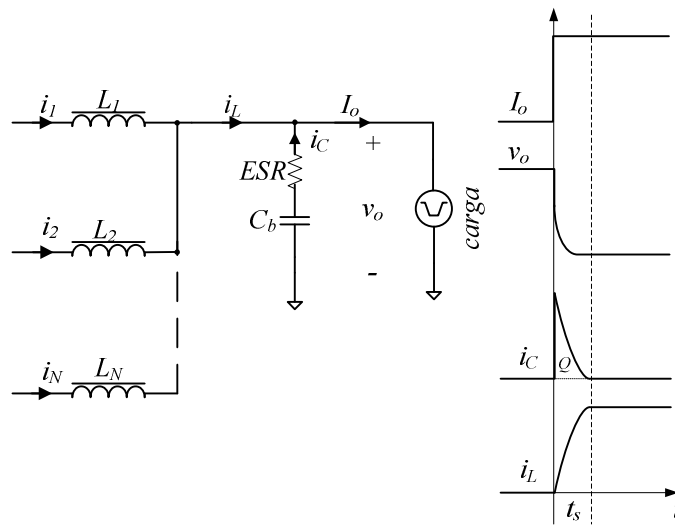 i1 L1 iL Io
+
iC
ESR
Cb
vo
carga
-
i2 L2
iN LN
Io
vo
iC Q
iL
ts